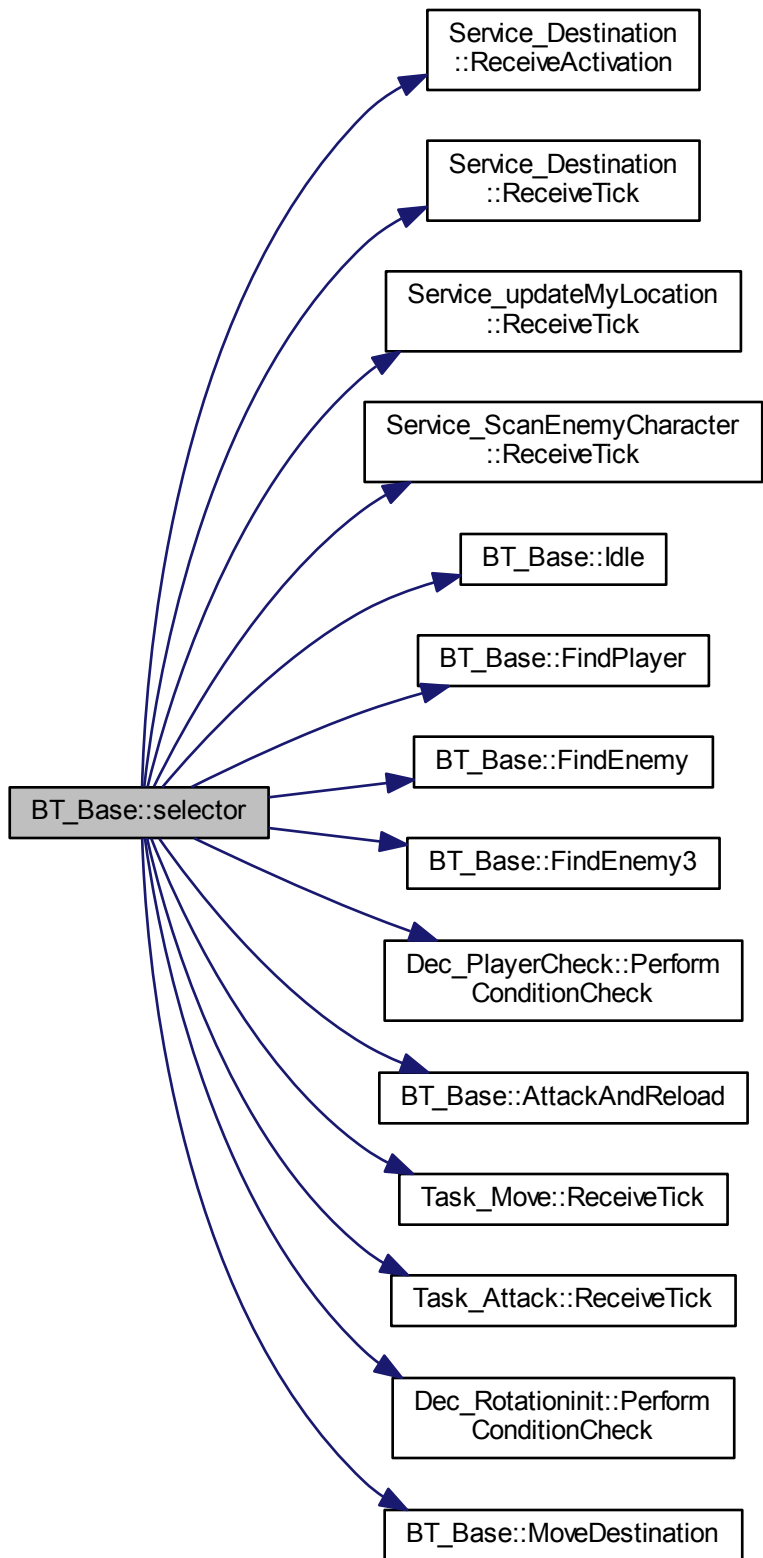 Service_Destination
::ReceiveActivation
Service_Destination
::ReceiveTick
Service_updateMyLocation
::ReceiveTick
Service_ScanEnemyCharacter
::ReceiveTick
BT_Base::Idle
BT_Base::FindPlayer
BT_Base::FindEnemy
BT_Base::selector
BT_Base::FindEnemy3
Dec_PlayerCheck::Perform
ConditionCheck
BT_Base::AttackAndReload
Task_Move::ReceiveTick
Task_Attack::ReceiveTick
Dec_Rotationinit::Perform
ConditionCheck
BT_Base::MoveDestination